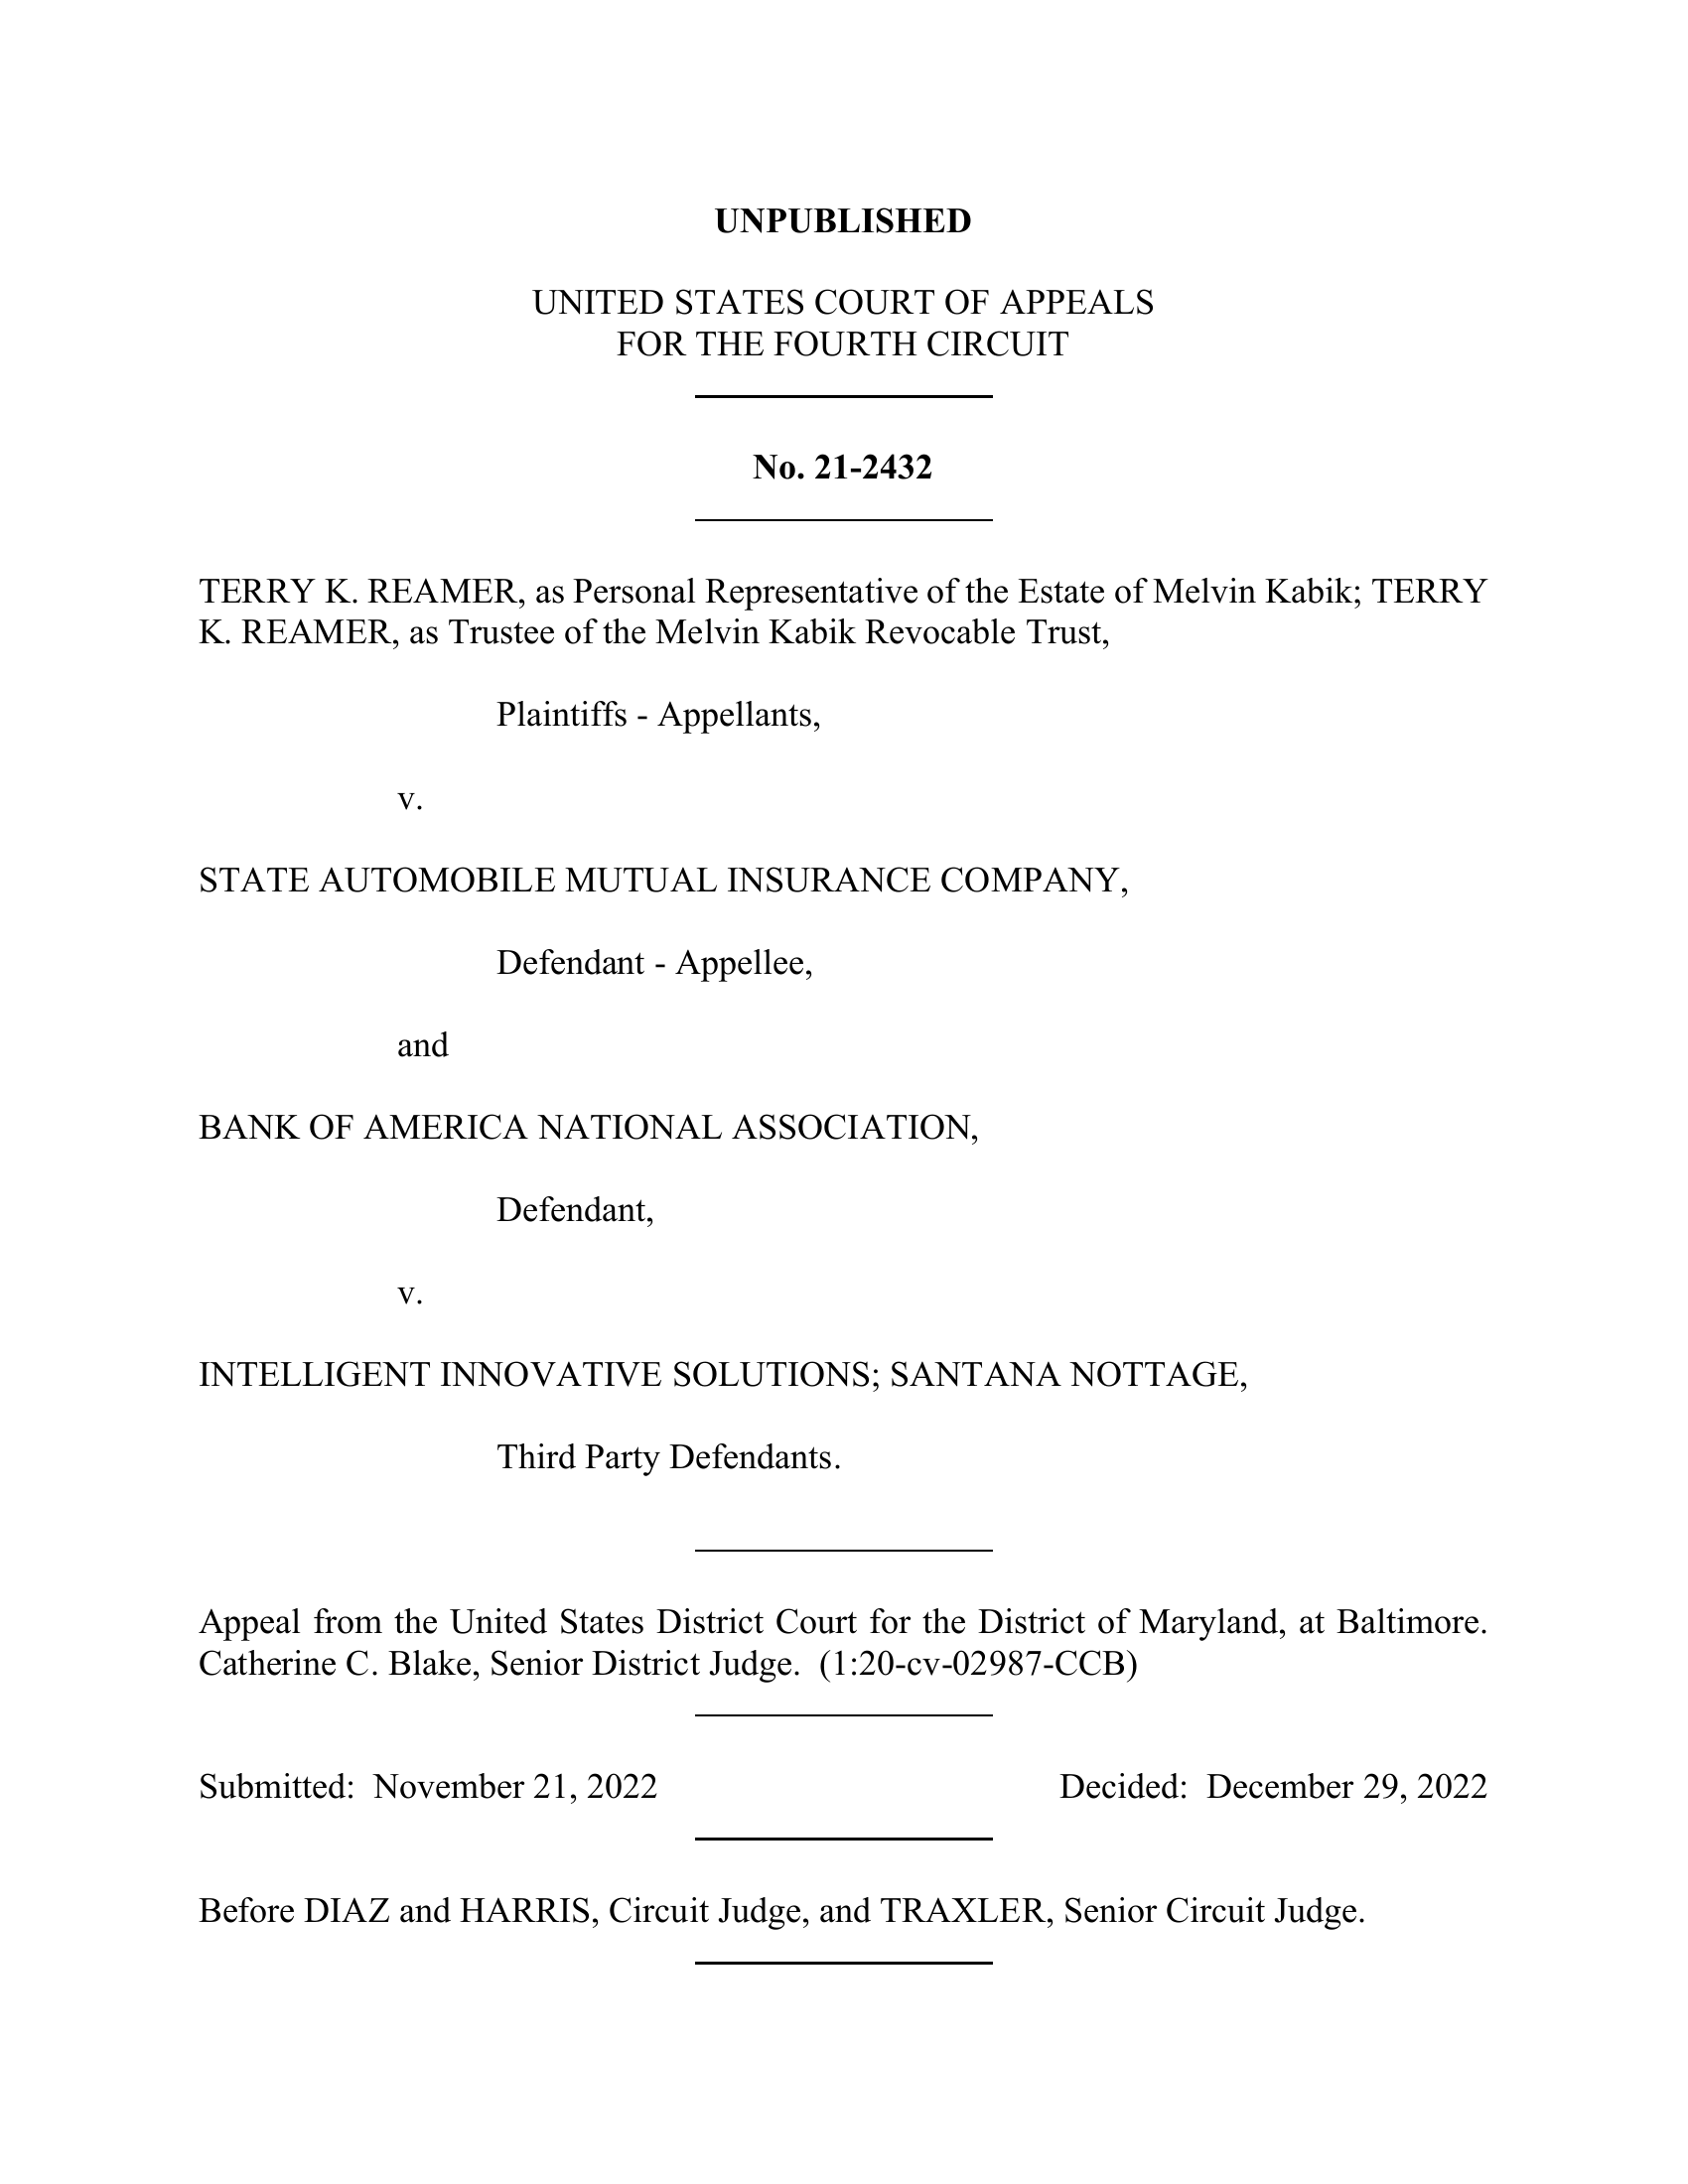 UNPUBLISHED
UNITED STATES COURT OF APPEALS
FOR THE FOURTH CIRCUIT
No. 21-2432
TERRY K. REAMER, as Personal Representative of the Estate of Melvin Kabik; TERRY
K. REAMER, as Trustee of the Melvin Kabik Revocable Trust,
Plaintiffs - Appellants,
v.
STATE AUTOMOBILE MUTUAL INSURANCE COMPANY,
Defendant - Appellee,
and
BANK OF AMERICA NATIONAL ASSOCIATION,
Defendant,
v.
INTELLIGENT INNOVATIVE SOLUTIONS; SANTANA NOTTAGE,
Third Party Defendants.
Appeal from the United States District Court for the District of Maryland, at Baltimore.
Catherine C. Blake, Senior District Judge. (1:20-cv-02987-CCB)
Submitted: November 21, 2022 Decided: December 29, 2022
Before DIAZ and HARRIS, Circuit Judge, and TRAXLER, Senior Circuit Judge.